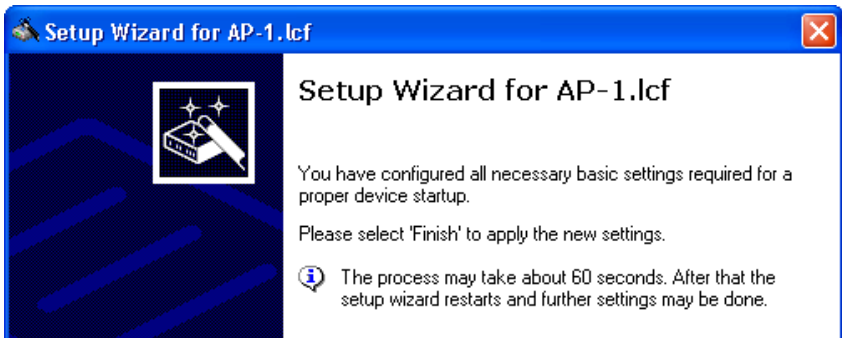 Setup Wizard for AP-1.lcf
Setup Wizard for AP-1.lcf
You have configured all necessary basic settings required for a
proper device startup.
Please select 'Finish' to apply the new settings.
The process may take about 60 seconds. After that the
setup wizard restarts and further settings may be done.